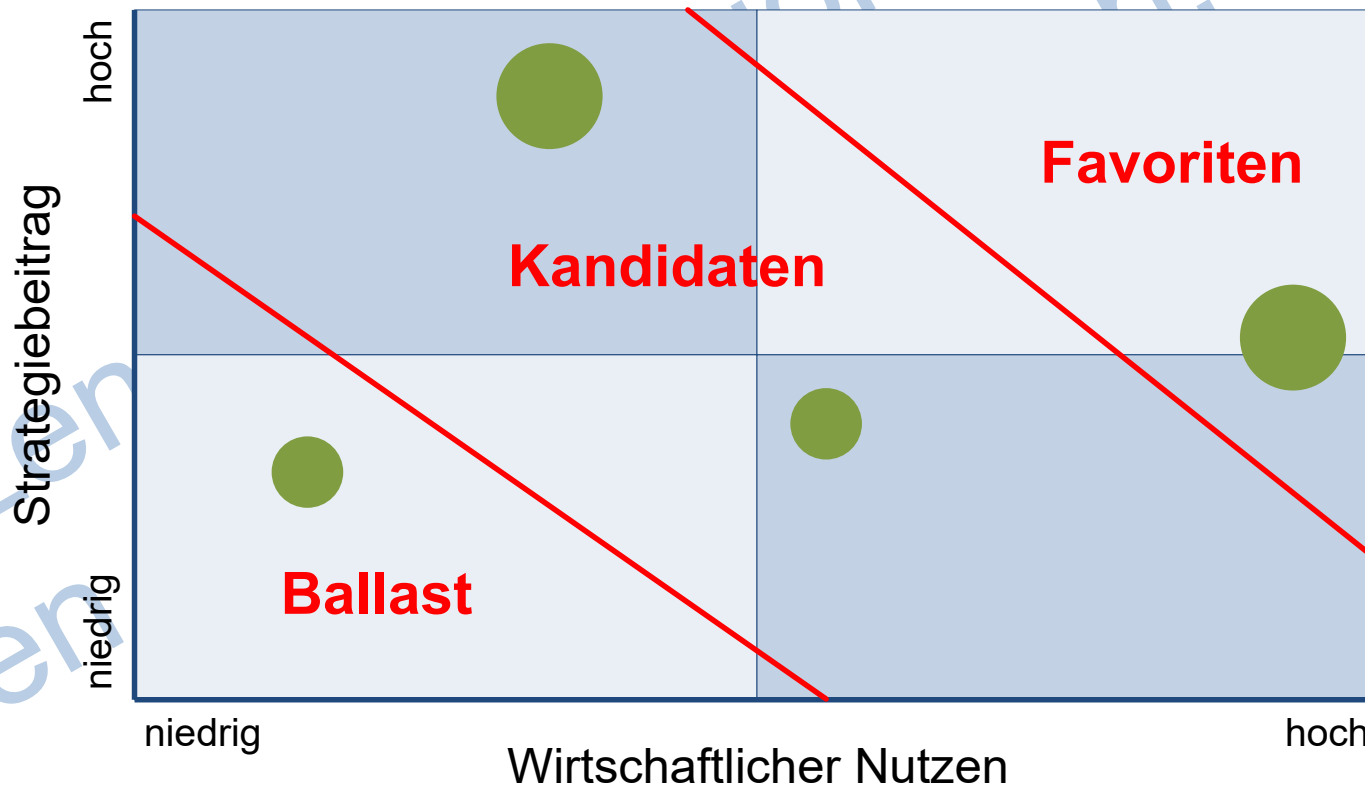 hoch
Favoriten
Strategiebeitrag
Kandidaten
Ballast
niedrig
niedrig
hoch
Wirtschaftlicher Nutzen